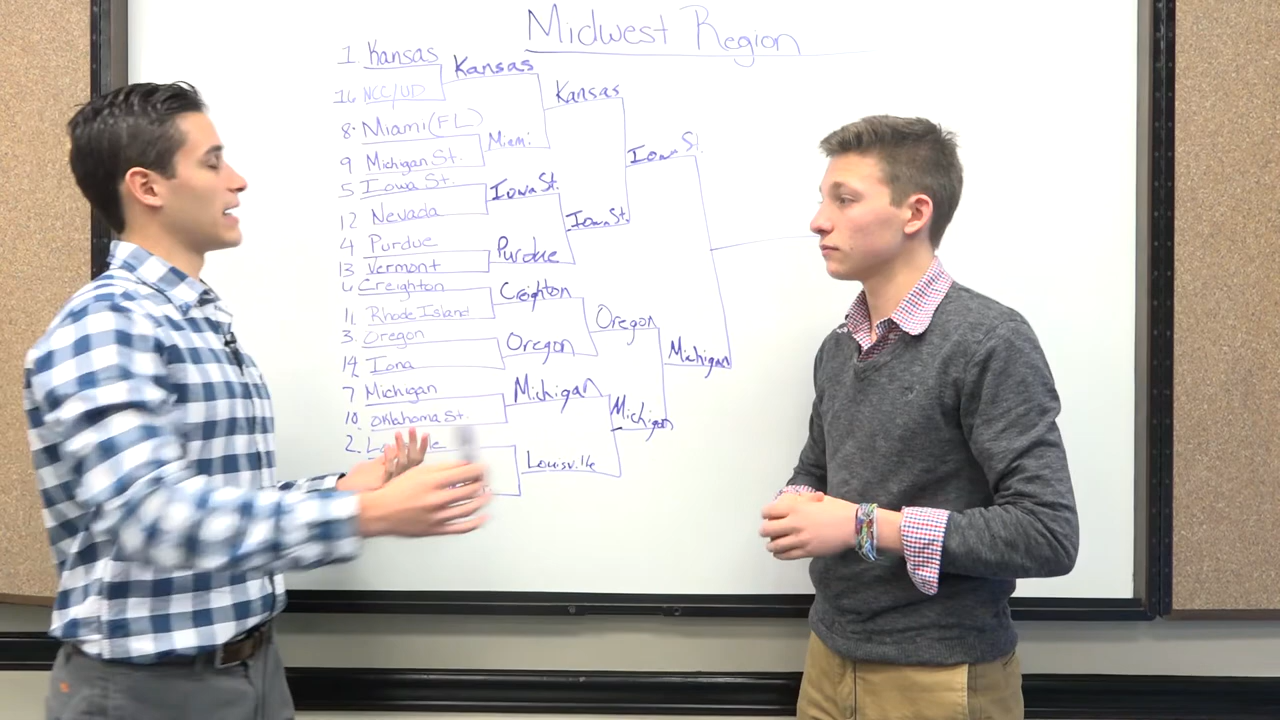 Midwest Region
1. Kansas
16 NCC/UD
8. Miami (FL)
9 Michigan St.
5 Iowa St.
12 Nevada
4 Purdue
13 Vermont
6 Creighton
11 Rhode Island
3. Oregon
14 Iona
7 Michigan
10. Oklahoma St.
2.
Kansas
Miami
Iowa St.
Purdue
Creighton
Oregon
Michigan
Louisville
Kansas
Iowa St.
Oregon
Michigan
Iowa St.
Michigan